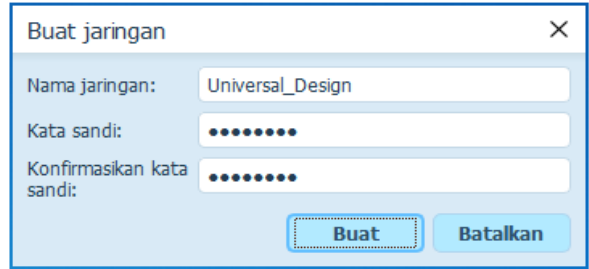 Buat jaringan
Nama jaringan: Universal_Design
Kata sandi: ●●●●●●●●
Konfirmasikan kata
sandi: ●●●●●●●●
Buat Batalkan